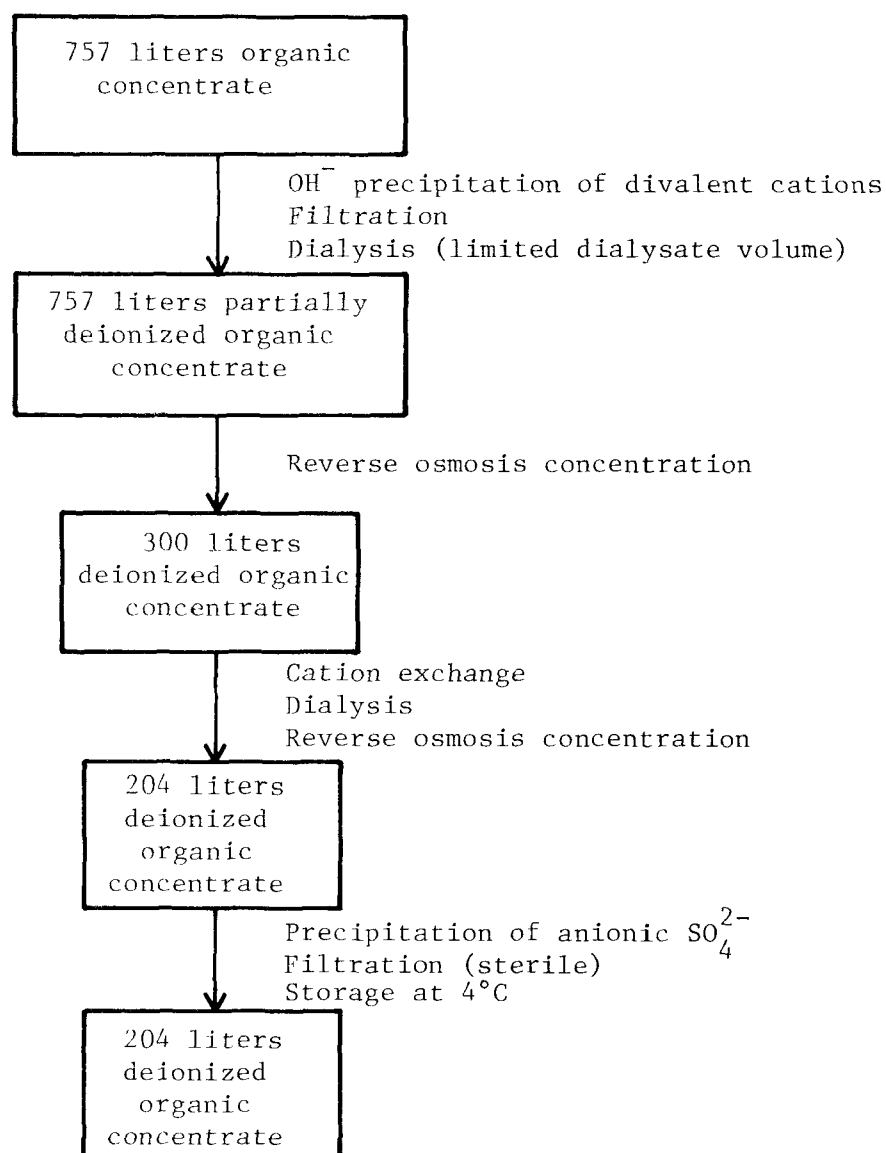 757 liters organic
concentrate
OH⁻ precipitation of divalent cations
Filtration
Dialysis (limited dialysate volume)
757 liters partially
deionized organic
concentrate
Reverse osmosis concentration
300 liters
deionized organic
concentrate
Cation exchange
Dialysis
Reverse osmosis concentration
204 liters
deionized
organic
concentrate
Precipitation of anionic SO₄²⁻
Filtration (sterile)
Storage at 4°C
204 liters
deionized
organic
concentrate